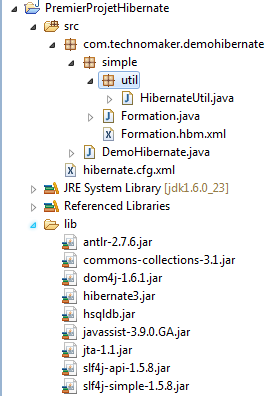 PremierProjetHibernate
src
com.technomaker.demohibernate
simple
util
HibernateUtil.java
Formation.java
Formation.hbm.xml
DemoHibernate.java
hibernate.cfg.xml
JRE System Library [jdk1.6.0_23]
Referenced Libraries
lib
antlr-2.7.6.jar
commons-collections-3.1.jar
dom4j-1.6.1.jar
hibernate3.jar
hsqldb.jar
javassist-3.9.0.GA.jar
jta-1.1.jar
slf4j-api-1.5.8.jar
slf4j-simple-1.5.8.jar